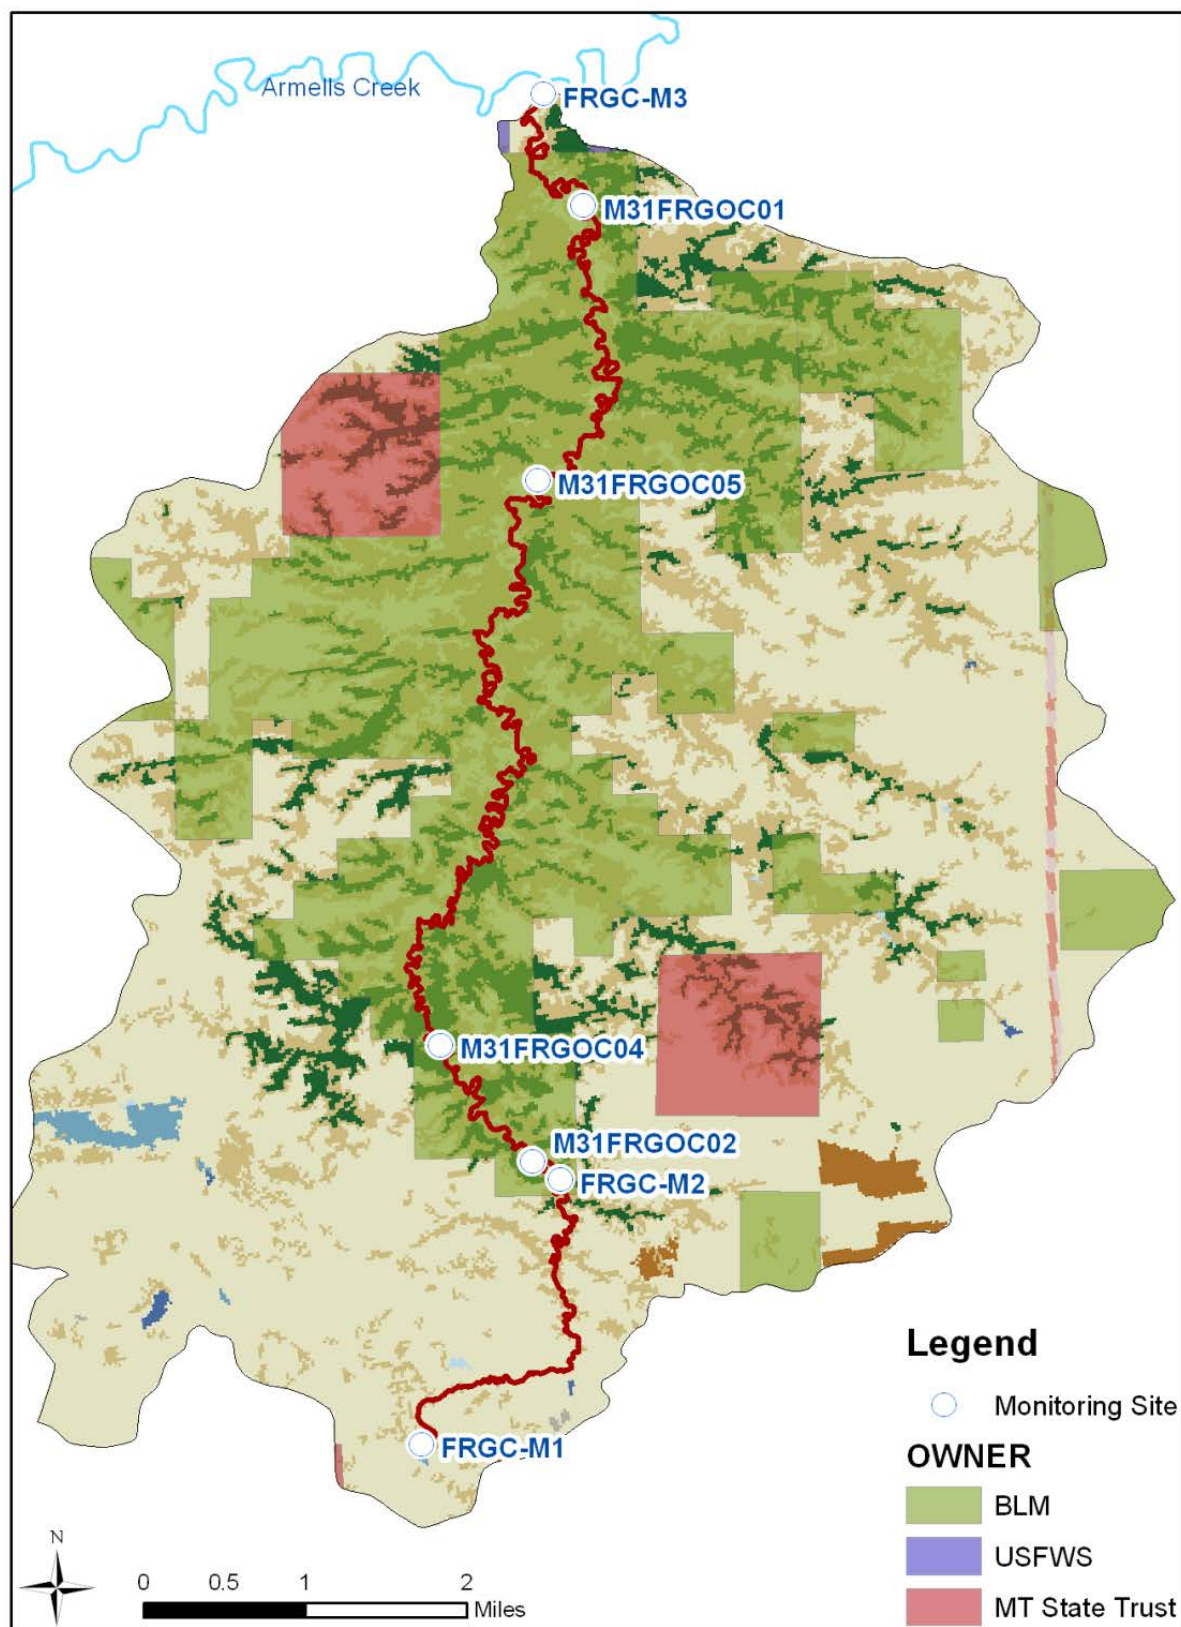 Armells Creek
FRGC-M3
M31FRGOC01
M31FRGOC05
M31FRGOC04
M31FRGOC02
FRGC-M2
FRGC-M1
Legend
Monitoring Site
OWNER
BLM
USFWS
MT State Trust
N
0 0.5 1 2
Miles